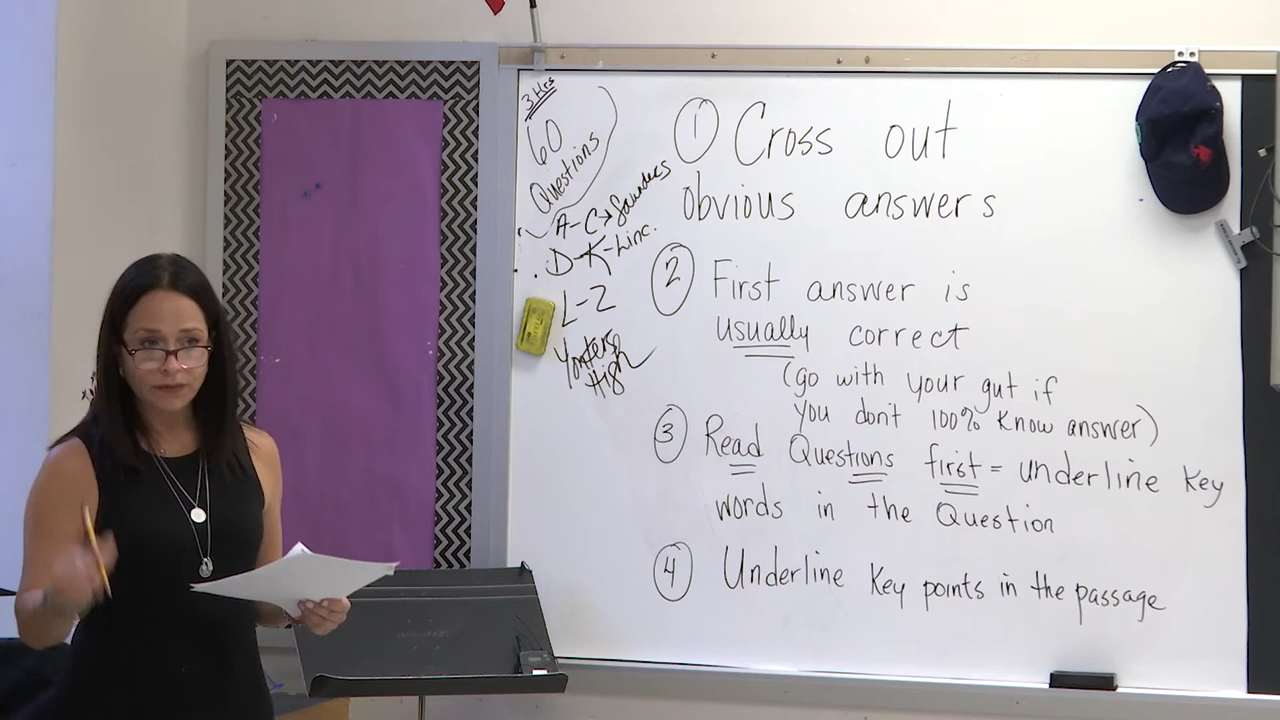 3 Hrs
60
Questions
A-C→Saunders
D-K-Linc.
L-Z
Yonkers
High
① Cross out
obvious answers
② First answer is
usually correct
(go with your gut if
you don't 100% know answer)
③ Read Questions first = underline key
words in the Question
④ Underline key points in the passage